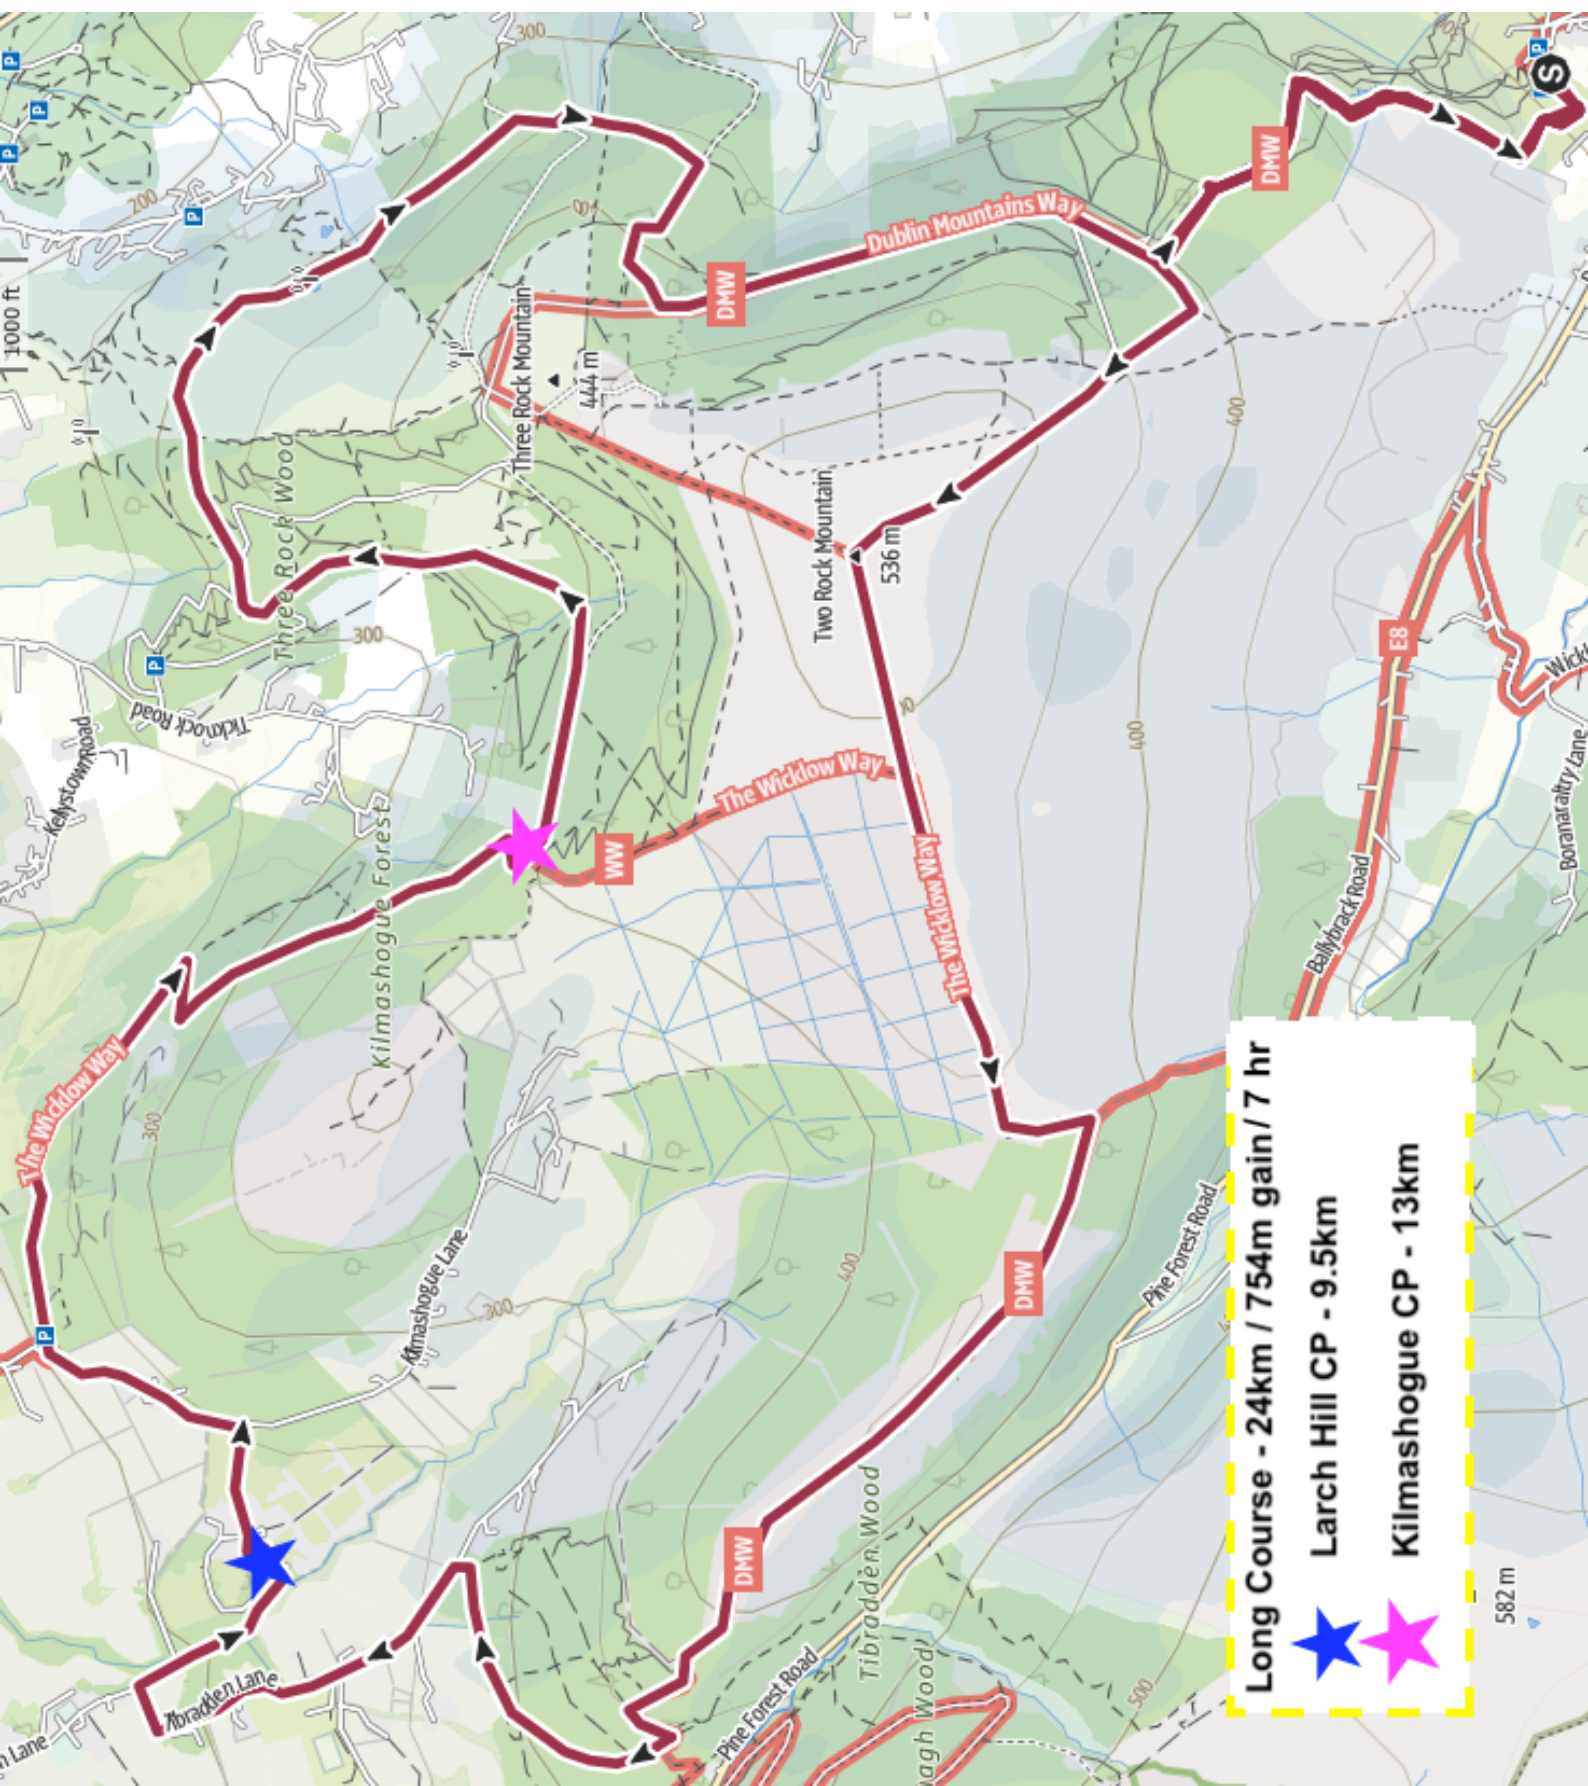 300
200
P
P
P
P
P
S
1000 ft
DMW
Dublin Mountains Way
DMW
Three Rock Mountain
444 m
400
Three Rock Wood
300
P
Ticknock Road
Kellystown Road
Two Rock Mountain
536 m
400
E8
The Wicklow Way
WW
Kilmashogue Forest
The Wicklow Way
Ballybrack Road
Boranaraltry Lane
The Wicklow Way
300
P
Kilmashogue Lane
300
400
400
DMW
Pine Forest Road
DMW
Tibradden Wood
Pine Forest Road
500
582 m
Long Course - 24km / 754m gain/ 7 hr
Larch Hill CP - 9.5km
Kilmashogue CP - 13km